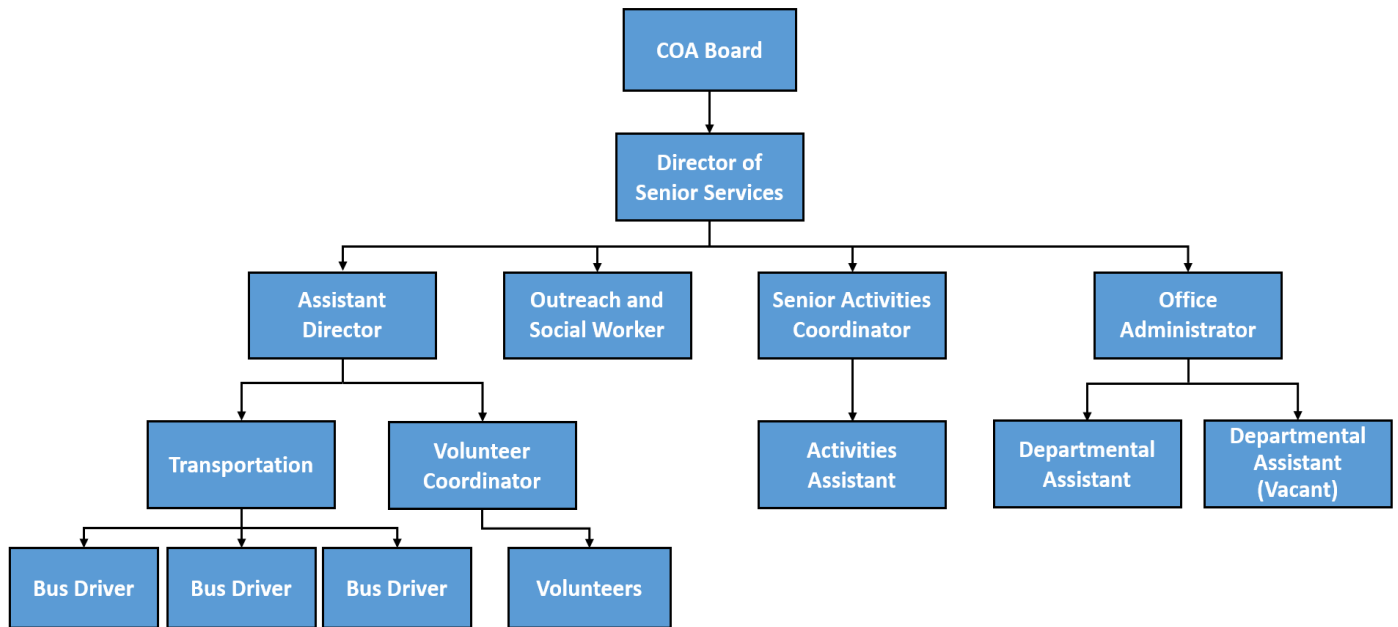 COA Board
Director of
Senior Services
Assistant
Director
Outreach and
Social Worker
Senior Activities
Coordinator
Office
Administrator
Transportation
Volunteer
Coordinator
Activities
Assistant
Departmental
Assistant
Departmental
Assistant
(Vacant)
Bus Driver
Bus Driver
Bus Driver
Volunteers